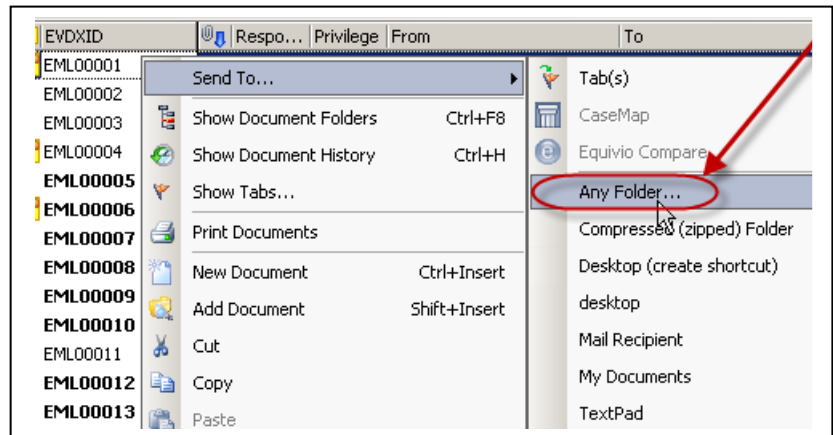 EVDXID Respo... Privilege From To
EML00001
EML00002
EML00003
EML00004
EML00005
EML00006
EML00007
EML00008
EML00009
EML00010
EML00011
EML00012
EML00013
Send To...
Show Document Folders Ctrl+F8
Show Document History Ctrl+H
Show Tabs...
Print Documents
New Document Ctrl+Insert
Add Document Shift+Insert
Cut
Copy
Paste
Tab(s)
CaseMap
Equivio Compare
Any Folder...
Compressed (zipped) Folder
Desktop (create shortcut)
desktop
Mail Recipient
My Documents
TextPad